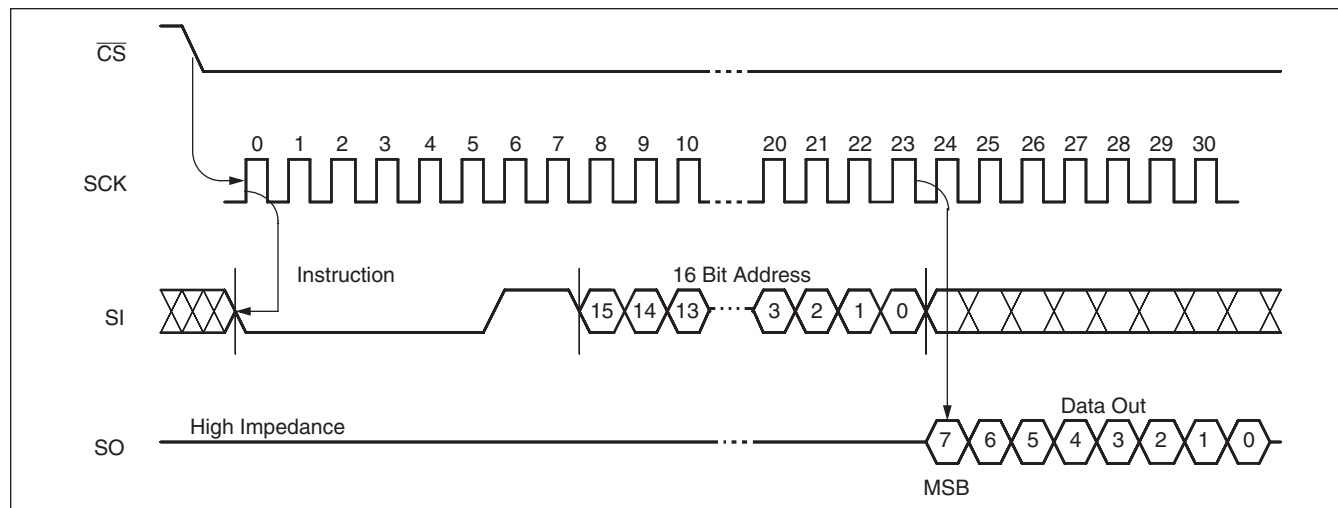 CS
0 1 2 3 4 5 6 7 8 9 10 20 21 22 23 24 25 26 27 28 29 30
SCK
Instruction 16 Bit Address
SI 15 14 13 3 2 1 0
High Impedance Data Out
SO 7 6 5 4 3 2 1 0
MSB